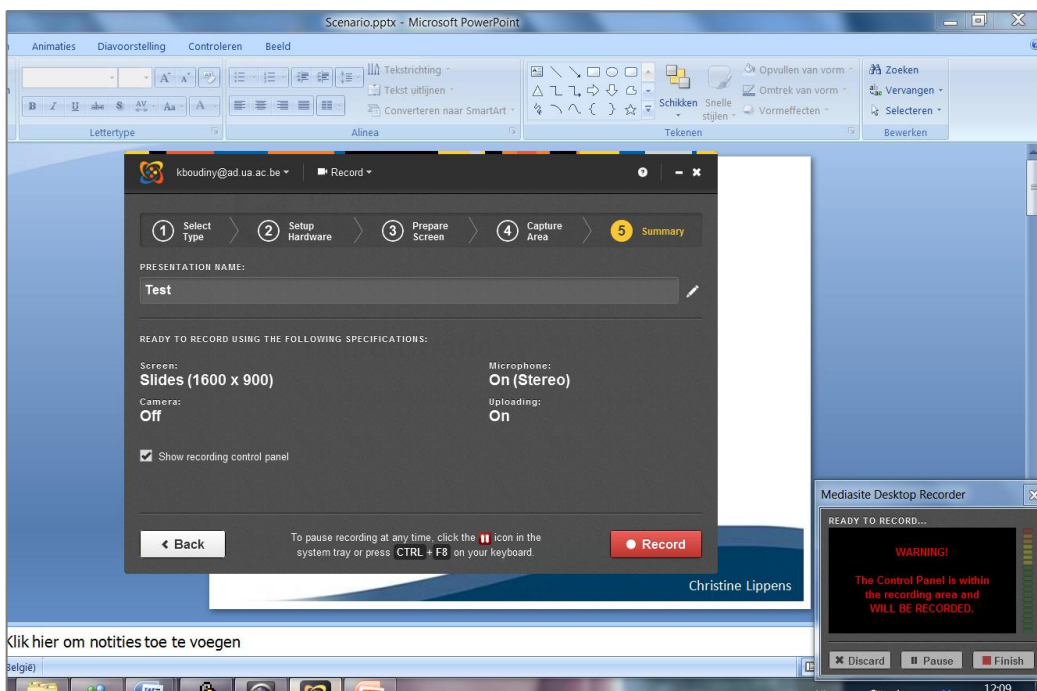 Scenario.pptx - Microsoft PowerPoint
Animaties Diavoorstelling Controleren Beeld
Tekstrichting
Tekst uitlijnen
Converteren naar SmartArt
Schikken
Snelle
stijlen
Opvullen van vorm
Omtrek van vorm
Vormeffecten
Zoeken
Vervangen
Selecteren
B I U abe S AV Aa A
Lettertype Alinea Tekenen Bewerken
kboudiny@ad.ua.ac.be Record
1 Select Type 2 Setup Hardware 3 Prepare Screen 4 Capture Area 5 Summary
PRESENTATION NAME:
Test
READY TO RECORD USING THE FOLLOWING SPECIFICATIONS:
Screen:
Slides (1600 x 900)
Microphone:
On (Stereo)
Camera:
Off
Uploading:
On
Show recording control panel
Back
To pause recording at any time, click the icon in the
system tray or press CTRL + F8 on your keyboard.
Record
Christine Lippens
Mediasite Desktop Recorder
READY TO RECORD...
WARNING!
The Control Panel is within
the recording area and
WILL BE RECORDED.
Discard Pause Finish
Klik hier om notities toe te voegen
België)
12:09